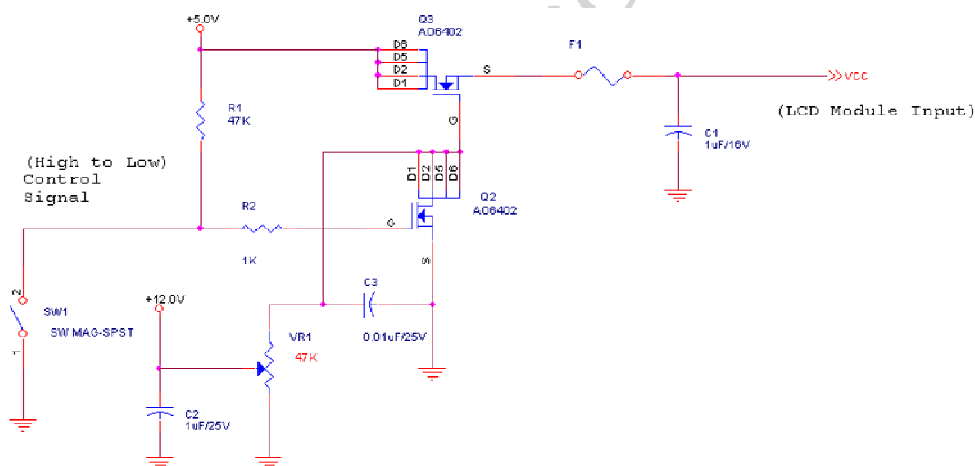 +5.0V
Q3
AO6402
D6
D5
D2
D1
S
G
F1
VCC
(LCD Module Input)
C1
1uF/16V
R1
47K
(High to Low)
Control
Signal
D1
D2
D5
D6
Q2
AO6402
G
S
R2
1K
2
SW1
SW MAG-SPST
1
+12.0V
C3
0.01uF/25V
VR1
47K
C2
1uF/25V